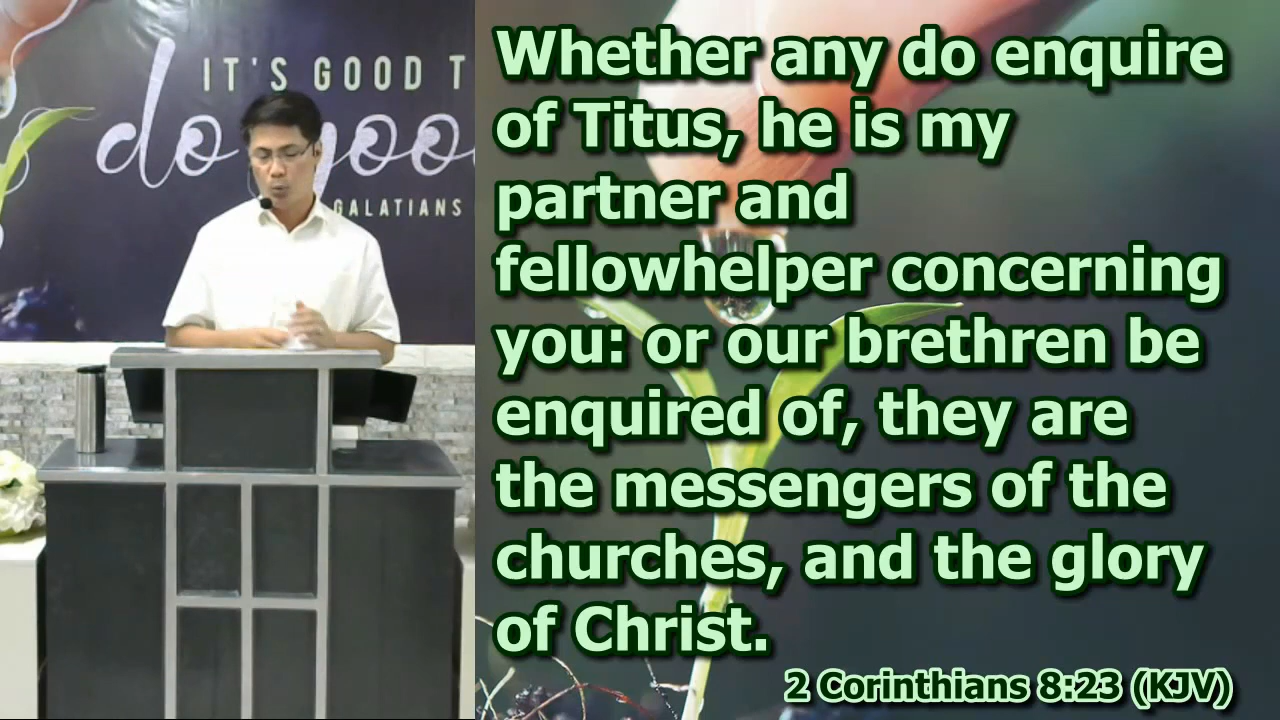 IT'S GOOD T
do goo
GALATIANS
Whether any do enquire
of Titus, he is my
partner and
fellowhelper concerning
you: or our brethren be
enquired of, they are
the messengers of the
churches, and the glory
of Christ.
2 Corinthians 8:23 (KJV)